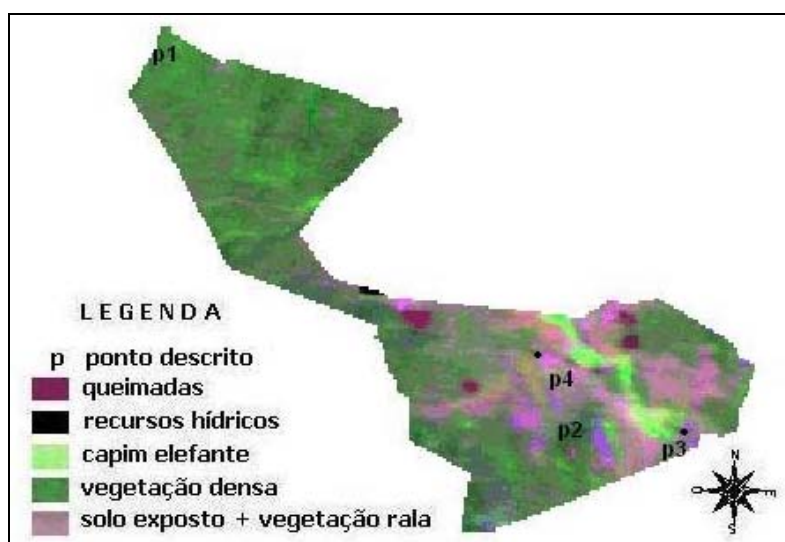 p1
p4
p2
p3
LEGENDA
p ponto descrito
queimadas
recursos hídricos
capim elefante
vegetação densa
solo exposto + vegetação rala
N
O E
S